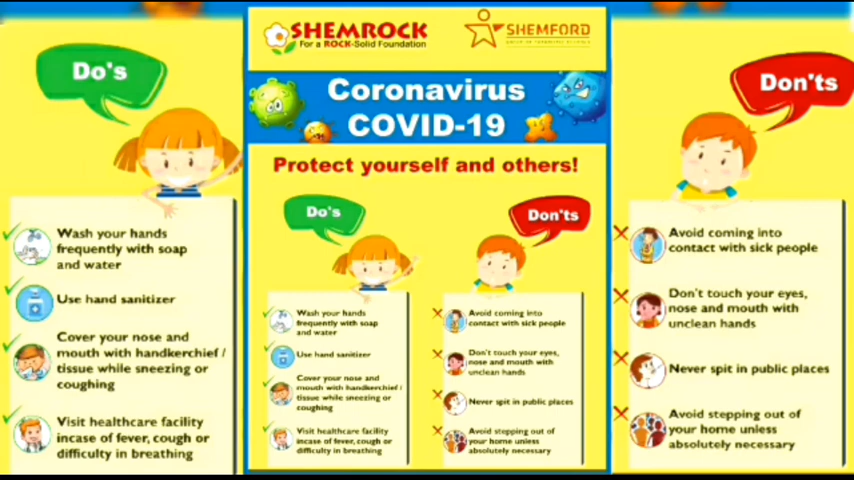 Do's
Wash your hands
frequently with soap
and water
Use hand sanitizer
Cover your nose and
mouth with handkerchief /
tissue while sneezing or
coughing
Visit healthcare facility
incase of fever, cough or
difficulty in breathing
SHEMROCK
For a ROCK-Solid Foundation
SHEMFORD
Coronavirus
COVID-19
Protect yourself and others!
Do's
Wash your hands
frequently with soap
and water
Use hand sanitizer
Cover your nose and
mouth with handkerchief /
tissue while sneezing or
coughing
Visit healthcare facility
incase of fever, cough or
difficulty in breathing
Don'ts
Avoid coming into
contact with sick people
Don't touch your eyes,
nose and mouth with
unclean hands
Never spit in public places
Avoid stepping out of
your home unless
absolutely necessary
Don'ts
Avoid coming into
contact with sick people
Don't touch your eyes,
nose and mouth with
unclean hands
Never spit in public places
Avoid stepping out of
your home unless
absolutely necessary